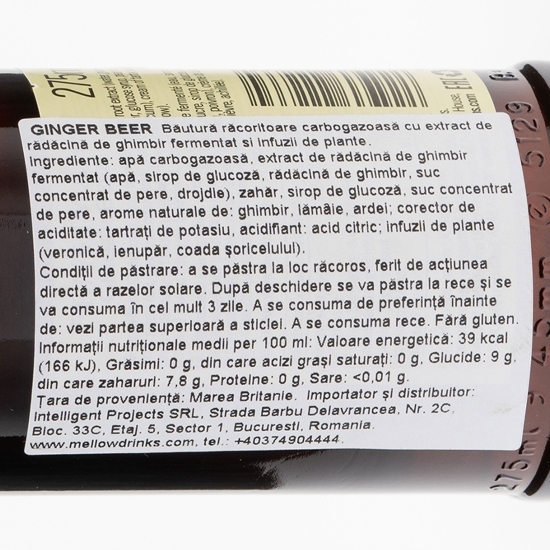 GINGER BEER Băutură răcoritoare carbogazoasă cu extract de
rădăcină de ghimbir fermentat si infuzii de plante.
Ingrediente: apă carbogazoasă, extract de rădăcină de ghimbir
fermentat (apă, sirop de glucoză, rădăcină de ghimbir, suc
concentrat de pere, drojdie), zahăr, sirop de glucoză, suc concentrat
de pere, arome naturale de: ghimbir, lămâie, ardei; corector de
aciditate: tartrați de potasiu, acidifiant: acid citric; infuzii de plante
(veronică, ienupăr, coada șoricelului).
Condiții de păstrare: a se păstra la loc răcoros, ferit de acțiunea
directă a razelor solare. După deschidere se va păstra la rece și se
va consuma în cel mult 3 zile. A se consuma de preferință înainte
de: vezi partea superioară a sticlei. A se consuma rece. Fără gluten.
Informații nutriționale medii per 100 ml: Valoare energetică: 39 kcal
(166 kJ), Grăsimi: 0 g, din care acizi grași saturați: 0 g, Glucide: 9 g,
din care zaharuri: 7,8 g, Proteine: 0 g, Sare: <0,01 g.
Țara de proveniență: Marea Britanie. Importator și distribuitor:
Intelligent Projects SRL, Strada Barbu Delavrancea, Nr. 2C,
Bloc. 33C, Etaj. 5, Sector 1, Bucuresti, Romania.
www.mellowdrinks.com, tel.: +40374904444.
275
275ml
43mm
5129